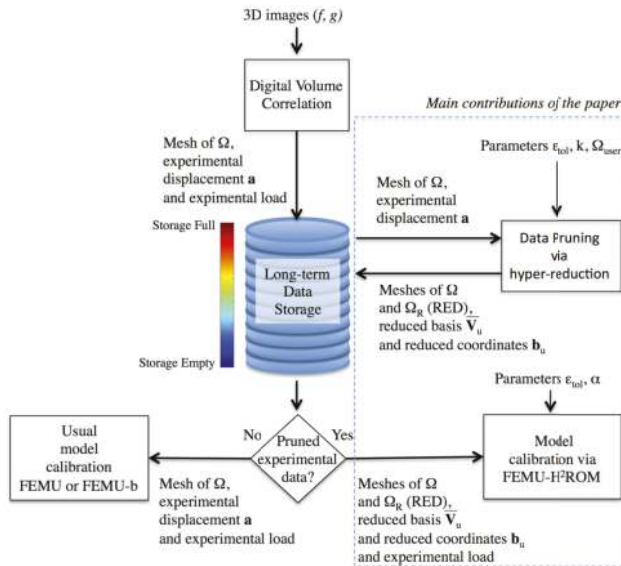 3D images (f, g)
Digital Volume
Correlation
Main contributions of the paper
Mesh of Ω,
experimental
displacement a
and expimental load
Parameters ε_tol, k, Ω_user
Mesh of Ω,
experimental
displacement a
Storage Full
Data Pruning
via
hyper-reduction
Long-term
Data
Storage
Meshes of Ω
and Ω_R (RED),
reduced basis V̅_u
and reduced coordinates b_u
Storage Empty
Parameters ε_tol, α
No
Yes
Pruned
experimental
data?
Usual
model
calibration
FEMU or FEMU-b
Model
calibration via
FEMU-H²ROM
Mesh of Ω,
experimental
displacement a
and experimental load
Meshes of Ω
and Ω_R (RED),
reduced basis V̅_u
and reduced coordinates b_u
and experimental load